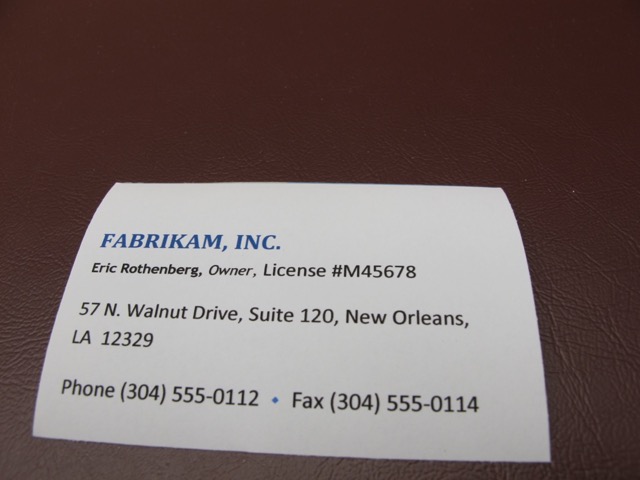 FABRIKAM, INC.
Eric Rothenberg, Owner, License #M45678
57 N. Walnut Drive, Suite 120, New Orleans,
LA 12329
Phone (304) 555-0112 • Fax (304) 555-0114